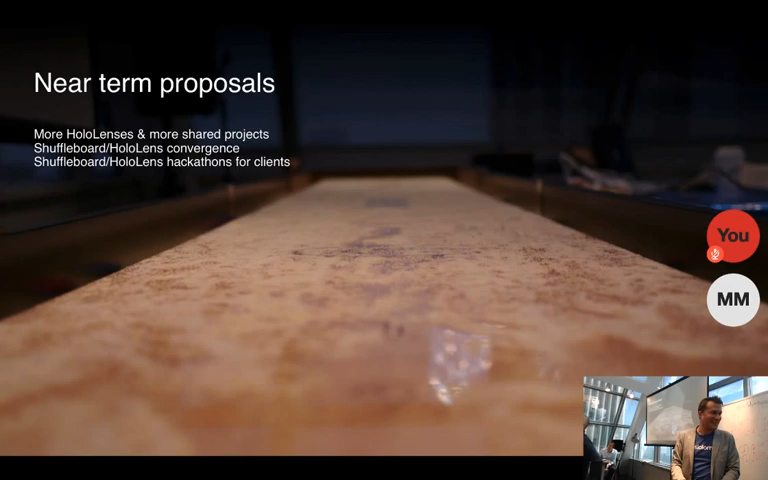 Near term proposals
More HoloLenses & more shared projects
Shuffleboard/HoloLens convergence
Shuffleboard/HoloLens hackathons for clients
You
MM